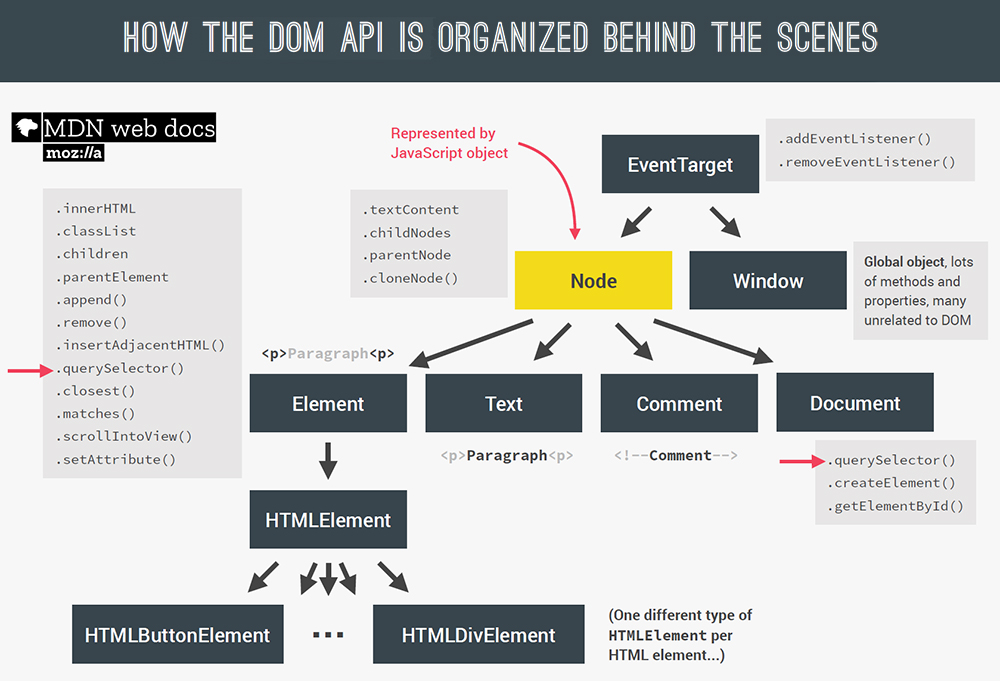 HOW THE DOM API IS ORGANIZED BEHIND THE SCENES
MDN web docs
moz://a
Represented by
JavaScript object
EventTarget
.addEventListener()
.removeEventListener()
.innerHTML
.classList
.children
.parentElement
.append()
.remove()
.insertAdjacentHTML()
.querySelector()
.closest()
.matches()
.scrollIntoView()
.setAttribute()
.textContent
.childNodes
.parentNode
.cloneNode()
Node
Window
Global object, lots
of methods and
properties, many
unrelated to DOM
<p>Paragraph<p>
Element
Text
Comment
Document
<p>Paragraph<p>
<!--Comment-->
.querySelector()
.createElement()
.getElementById()
HTMLElement
HTMLButtonElement
...
HTMLDivElement
(One different type of
HTMLElement per
HTML element...)